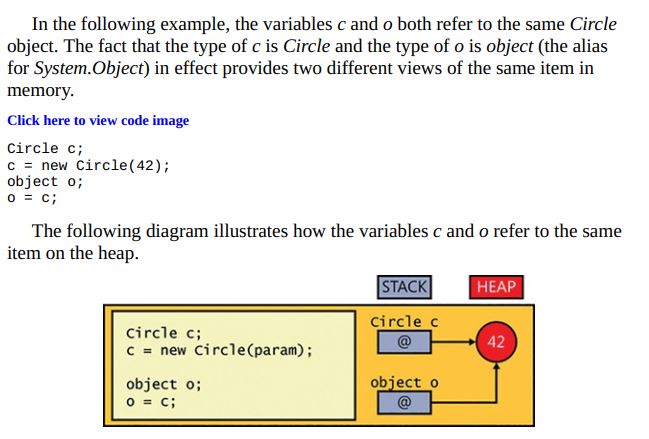 In the following example, the variables c and o both refer to the same Circle
object. The fact that the type of c is Circle and the type of o is object (the alias
for System.Object) in effect provides two different views of the same item in
memory.
Click here to view code image
Circle c;
c = new Circle(42);
object o;
o = c;
The following diagram illustrates how the variables c and o refer to the same
item on the heap.
STACK HEAP
Circle c;
c = new Circle(param);
object o;
o = c;
Circle c
@
42
object o
@